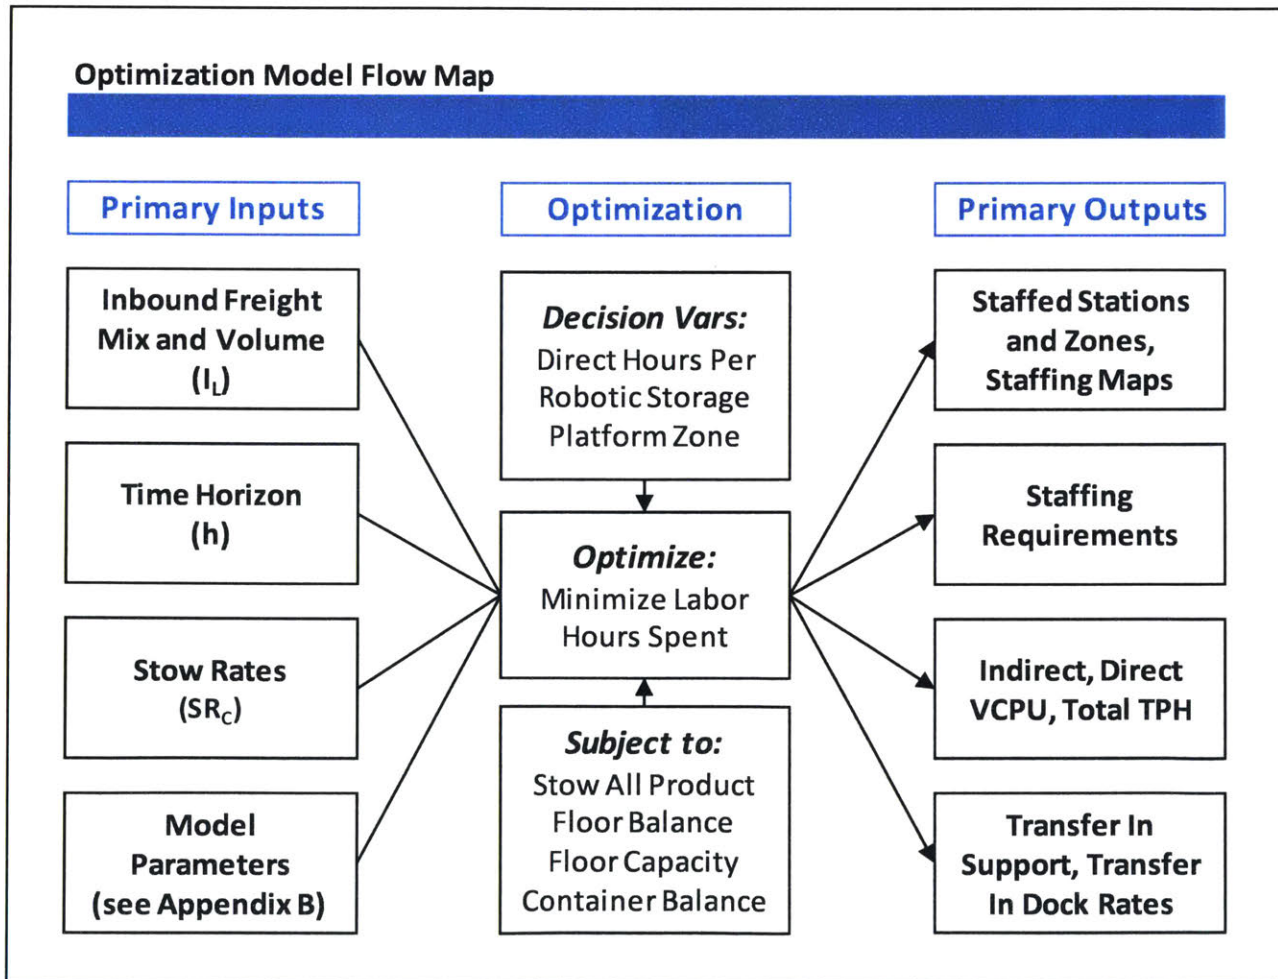 Optimization Model Flow Map
Primary Inputs
Inbound Freight
Mix and Volume
(I_L)
Time Horizon
(h)
Stow Rates
(SR_C)
Model
Parameters
(see Appendix B)
Optimization
Decision Vars:
Direct Hours Per
Robotic Storage
Platform Zone
Optimize:
Minimize Labor
Hours Spent
Subject to:
Stow All Product
Floor Balance
Floor Capacity
Container Balance
Primary Outputs
Staffed Stations
and Zones,
Staffing Maps
Staffing
Requirements
Indirect, Direct
VCPU, Total TPH
Transfer In
Support, Transfer
In Dock Rates